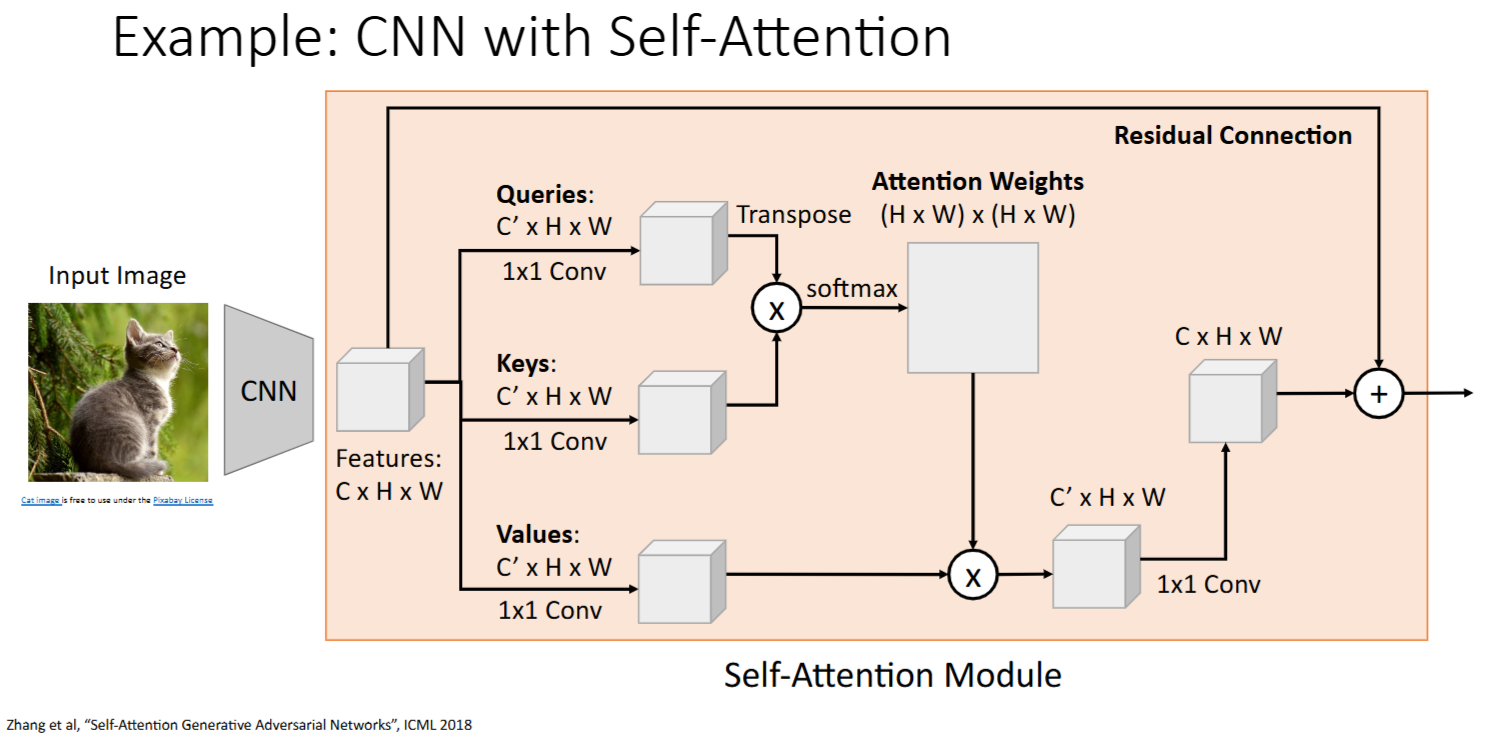 Example: CNN with Self-Attention
Residual Connection
Attention Weights
(H x W) x (H x W)
Queries:
C’ x H x W
Transpose
1x1 Conv
Input Image
softmax
C x H x W
Keys:
C’ x H x W
CNN
x
+
1x1 Conv
Features:
C x H x W
Cat image is free to use under the Pixabay License
C’ x H x W
Values:
C’ x H x W
x
1x1 Conv
1x1 Conv
Self-Attention Module
Zhang et al, “Self-Attention Generative Adversarial Networks”, ICML 2018